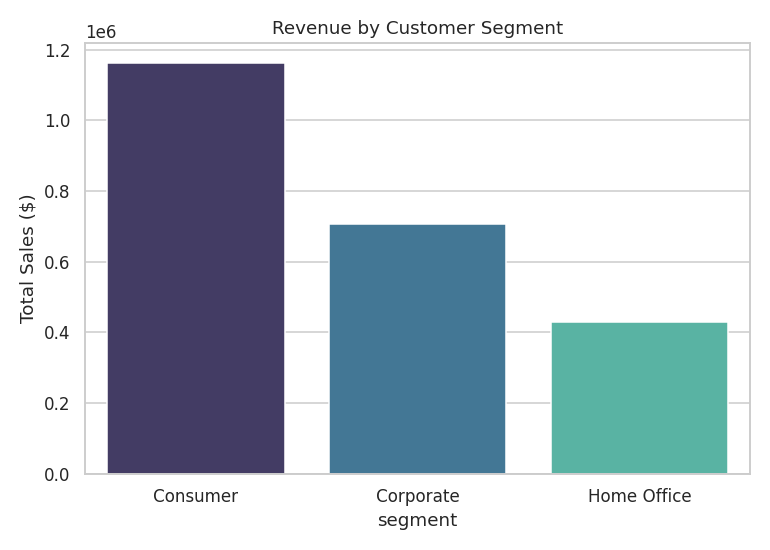 Revenue by Customer Segment
1e6
1.2
1.0
0.8
0.6
0.4
0.2
0.0
Total Sales ($)
Consumer
Corporate
Home Office
segment